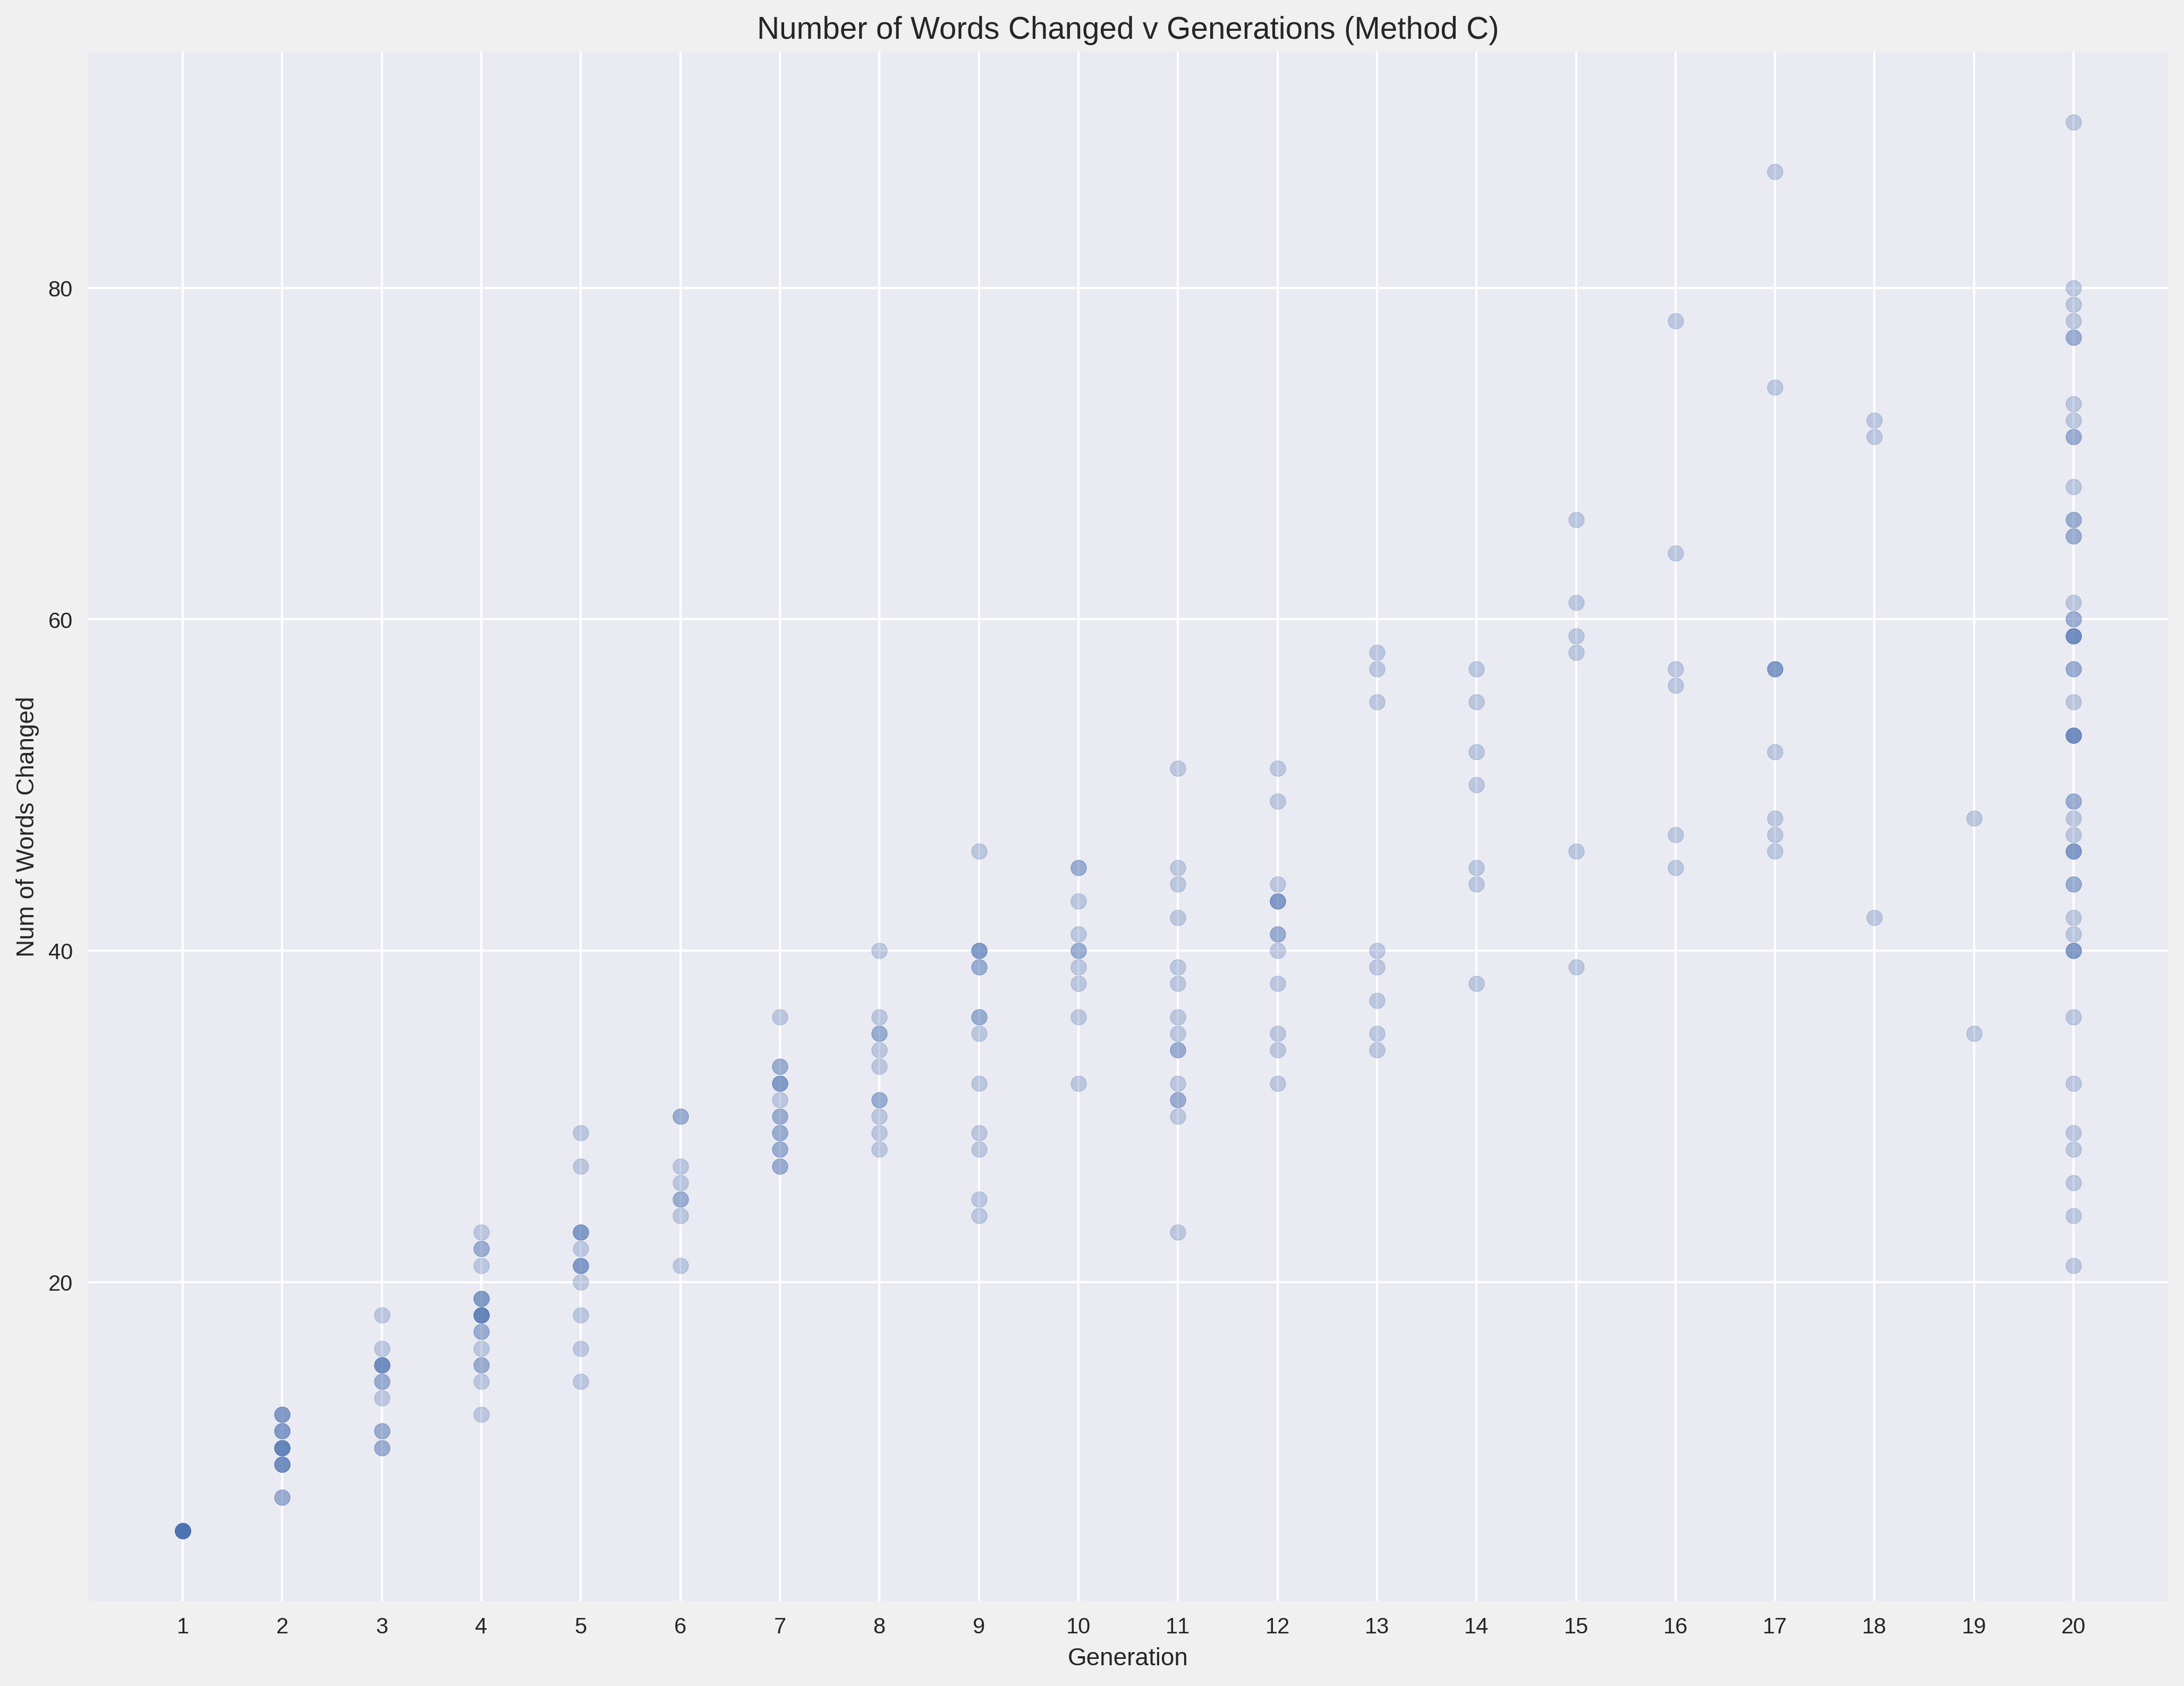 Number of Words Changed v Generations (Method C)
Num of Words Changed
80
60
40
20
1 2 3 4 5 6 7 8 9 10 11 12 13 14 15 16 17 18 19 20
Generation